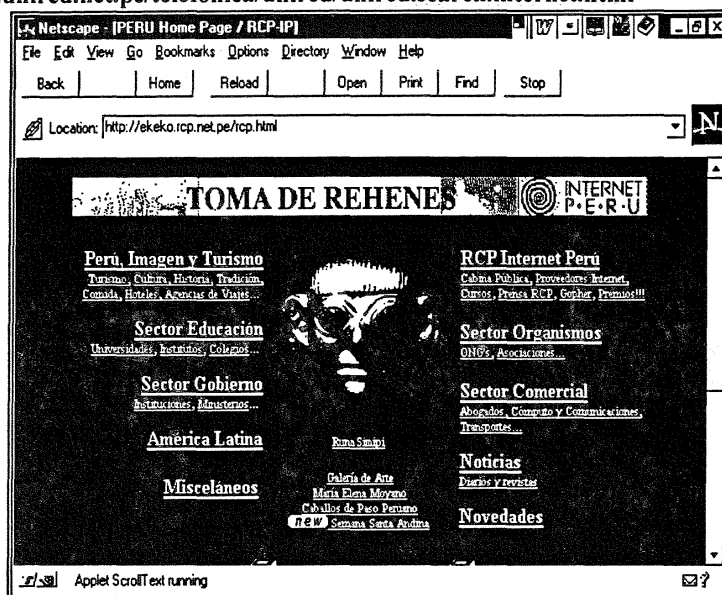 Netscape - [PERU Home Page / RCP-IP]
File Edit View Go Bookmarks Options Directory Window Help
Back Home Reload Open Print Find Stop
Location: http://ekeko.rcp.net.pe/rcp.html
N
TOMA DE REHENES
INTERNET
P·E·R·U
Perú, Imagen y Turismo
Turismo, Cultura, Historia, Tradición,
Comida, Hoteles, Agencias de Viajes...
Sector Educación
Universidades, Institutos, Colegios...
Sector Gobierno
Instituciones, Ministerios...
América Latina
Misceláneos
Runa Simipi
Galería de Arte
María Elena Moyano
Caballos de Paso Peruano
new Semana Santa Andina
RCP Internet Perú
Cabina Pública, Proveedores Internet,
Cursos, Prensa RCP, Gopher, Premios!!!
Sector Organismos
ONG's, Asociaciones...
Sector Comercial
Abogados, Cómputo y Comunicaciones,
Transportes...
Noticias
Diarios y revistas
Novedades
Applet ScrollText running